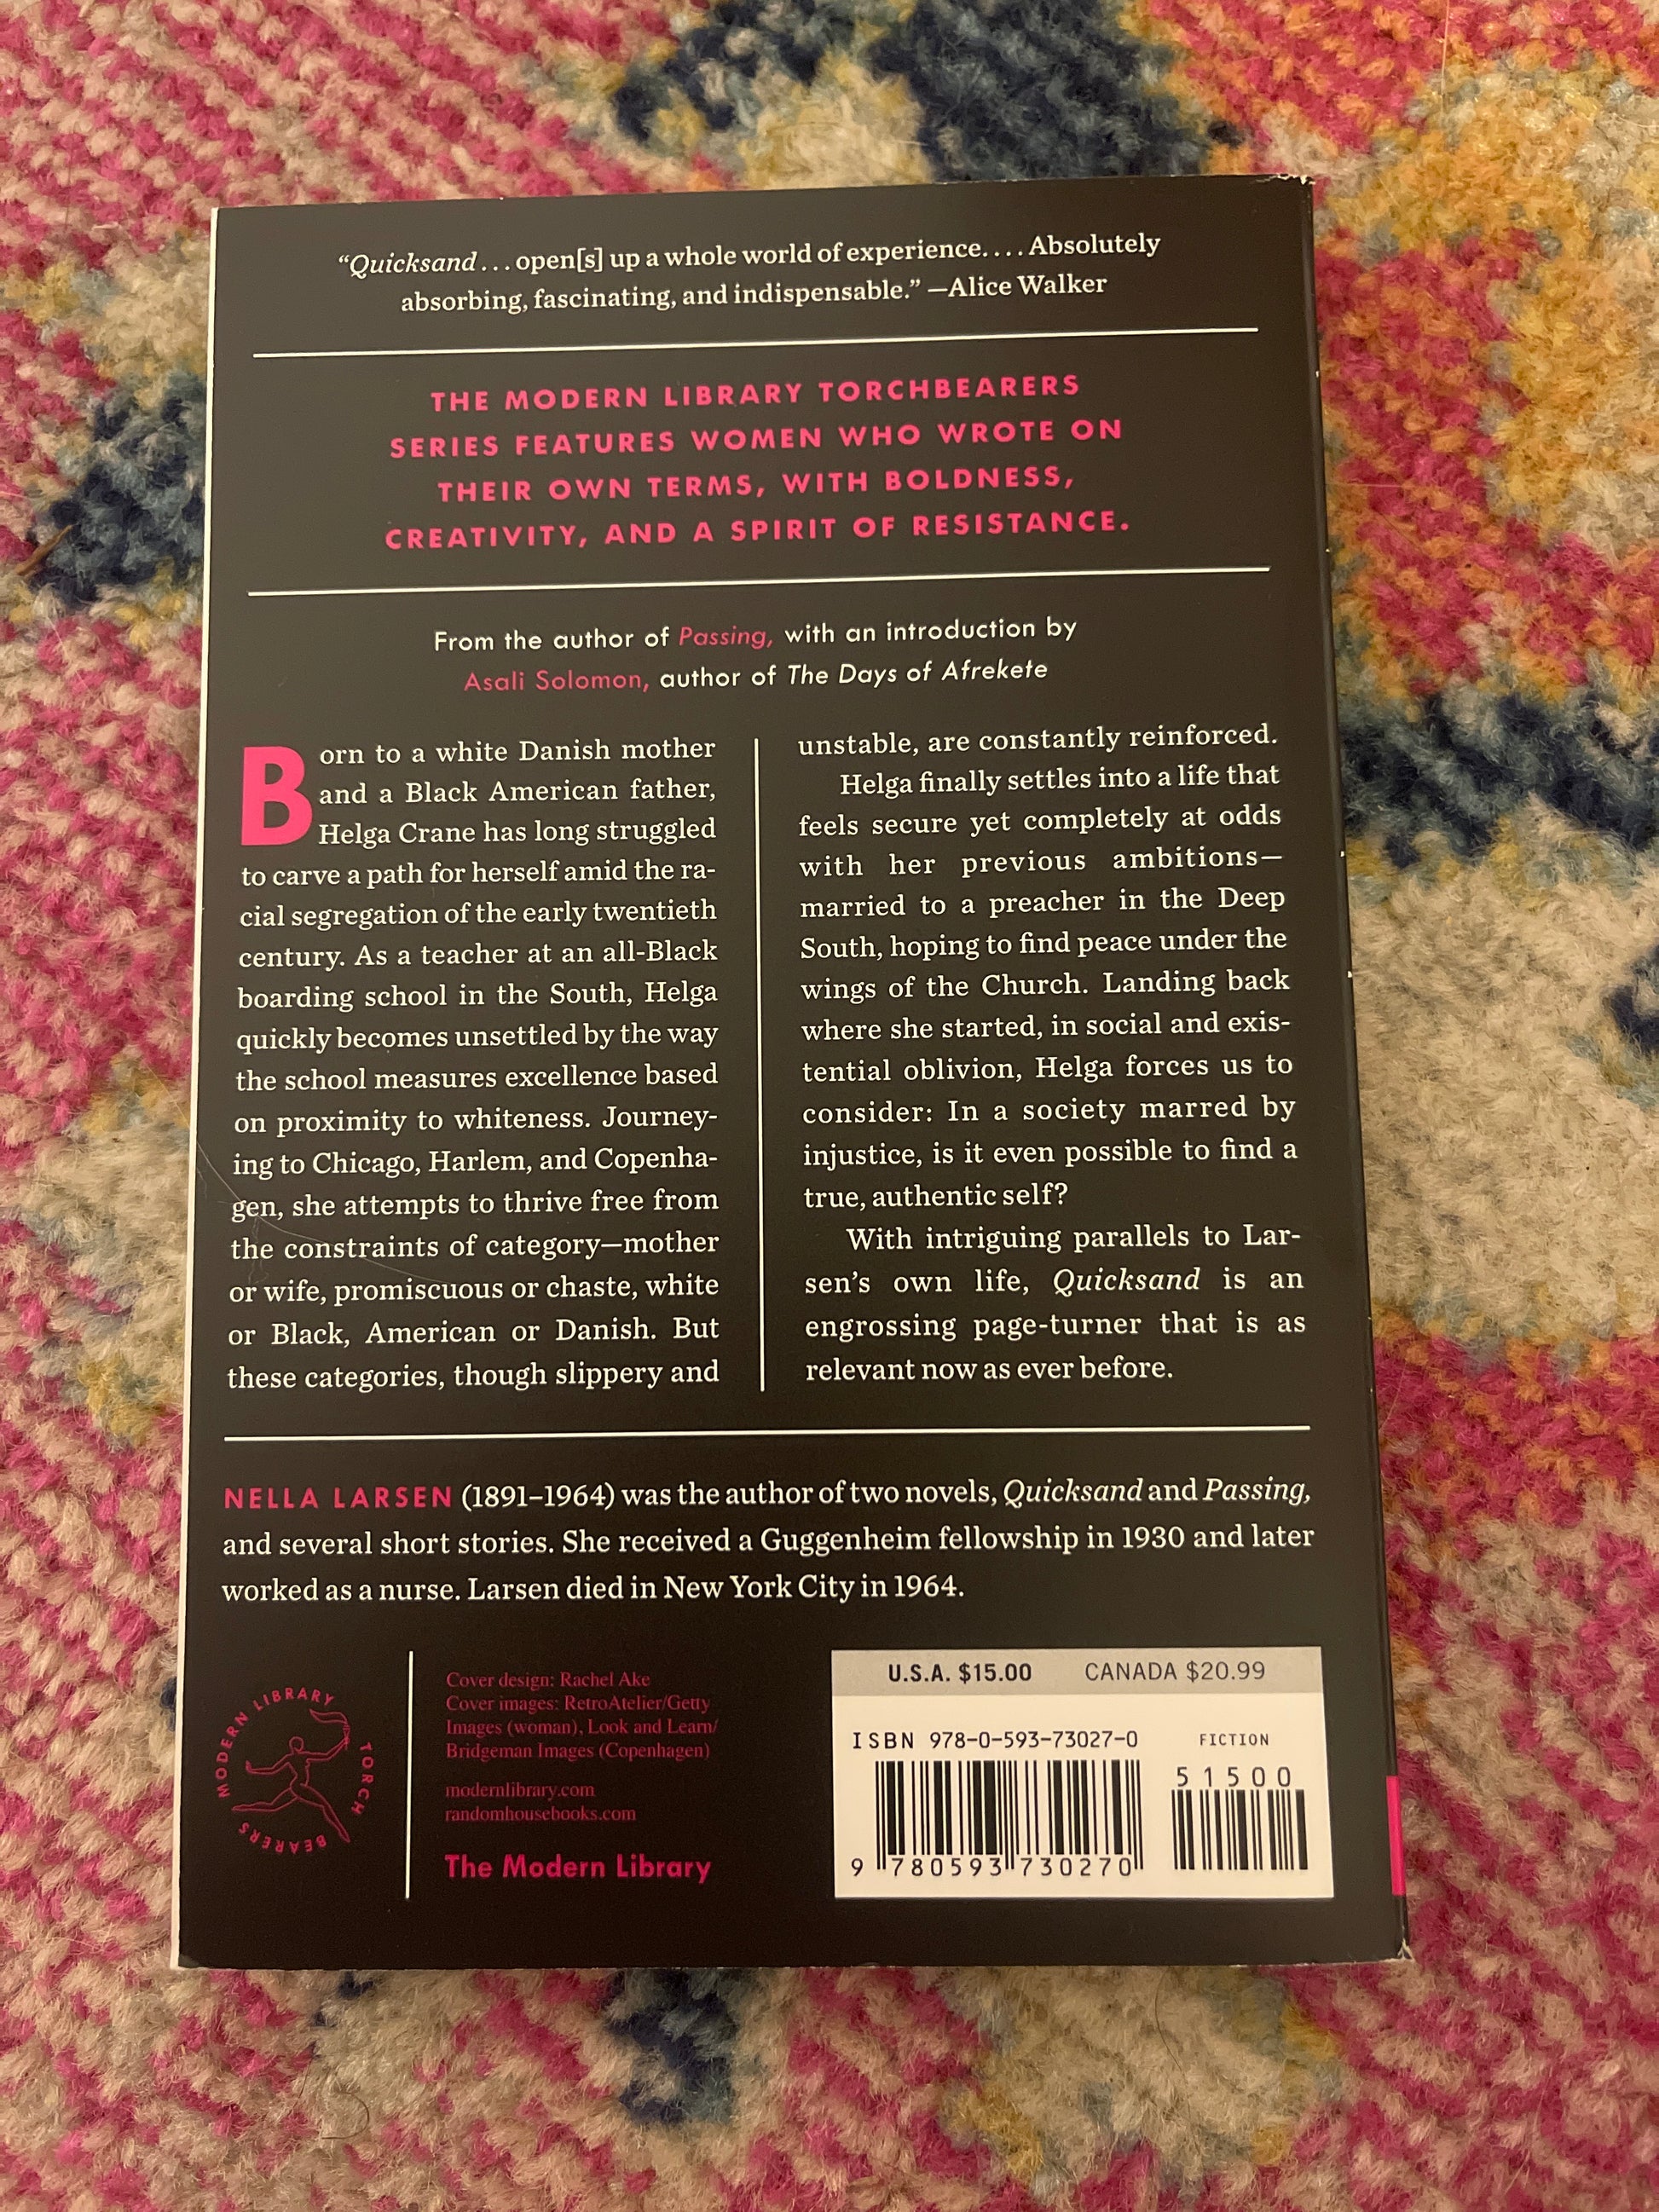 “Quicksand . . . open[s] up a whole world of experience. . . . Absolutely
absorbing, fascinating, and indispensable.” —Alice Walker
THE MODERN LIBRARY TORCHBEARERS
SERIES FEATURES WOMEN WHO WROTE ON
THEIR OWN TERMS, WITH BOLDNESS,
CREATIVITY, AND A SPIRIT OF RESISTANCE.
From the author of Passing, with an introduction by
Asali Solomon, author of The Days of Afrekete
Born to a white Danish mother
and a Black American father,
Helga Crane has long struggled
to carve a path for herself amid the ra-
cial segregation of the early twentieth
century. As a teacher at an all-Black
boarding school in the South, Helga
quickly becomes unsettled by the way
the school measures excellence based
on proximity to whiteness. Journey-
ing to Chicago, Harlem, and Copenha-
gen, she attempts to thrive free from
the constraints of category—mother
or wife, promiscuous or chaste, white
or Black, American or Danish. But
these categories, though slippery and
unstable, are constantly reinforced.
Helga finally settles into a life that
feels secure yet completely at odds
with her previous ambitions—
married to a preacher in the Deep
South, hoping to find peace under the
wings of the Church. Landing back
where she started, in social and exis-
tential oblivion, Helga forces us to
consider: In a society marred by
injustice, is it even possible to find a
true, authentic self?
With intriguing parallels to Lar-
sen’s own life, Quicksand is an
engrossing page-turner that is as
relevant now as ever before.
NELLA LARSEN (1891–1964) was the author of two novels, Quicksand and Passing,
and several short stories. She received a Guggenheim fellowship in 1930 and later
worked as a nurse. Larsen died in New York City in 1964.
MODERN LIBRARY TORCH BEARERS
Cover design: Rachel Ake
Cover images: RetroAtelier/Getty
Images (woman), Look and Learn/
Bridgeman Images (Copenhagen)
modernlibrary.com
randomhousebooks.com
The Modern Library
U.S.A. $15.00 CANADA $20.99
ISBN 978-0-593-73027-0 FICTION
51500
9 780593 730270